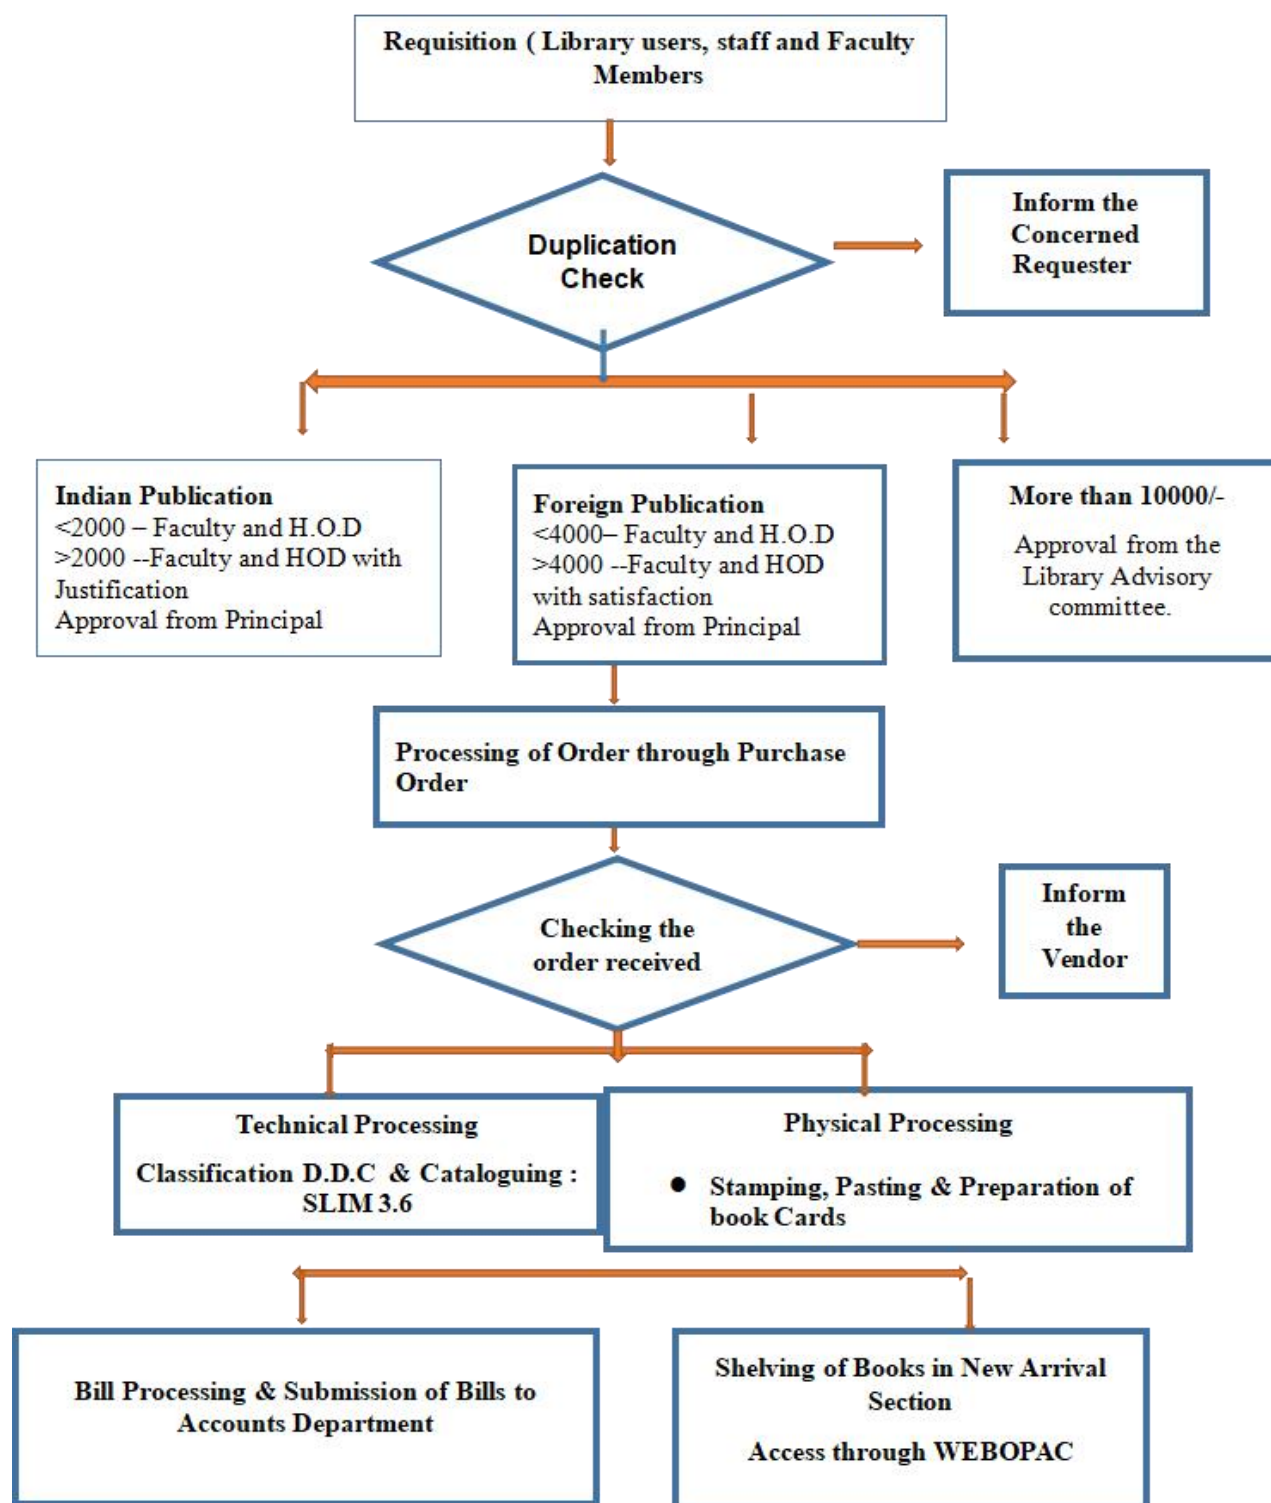 Requisition ( Library users, staff and Faculty
Members
Duplication
Check
Inform the
Concerned
Requester
Indian Publication
<2000 – Faculty and H.O.D
>2000 --Faculty and HOD with
Justification
Approval from Principal
Foreign Publication
<4000– Faculty and H.O.D
>4000 --Faculty and HOD
with satisfaction
Approval from Principal
More than 10000/-
Approval from the
Library Advisory
committee.
Processing of Order through Purchase
Order
Checking the
order received
Inform
the
Vendor
Technical Processing
Classification D.D.C & Cataloguing :
SLIM 3.6
Physical Processing
● Stamping, Pasting & Preparation of
book Cards
Bill Processing & Submission of Bills to
Accounts Department
Shelving of Books in New Arrival
Section
Access through WEBOPAC